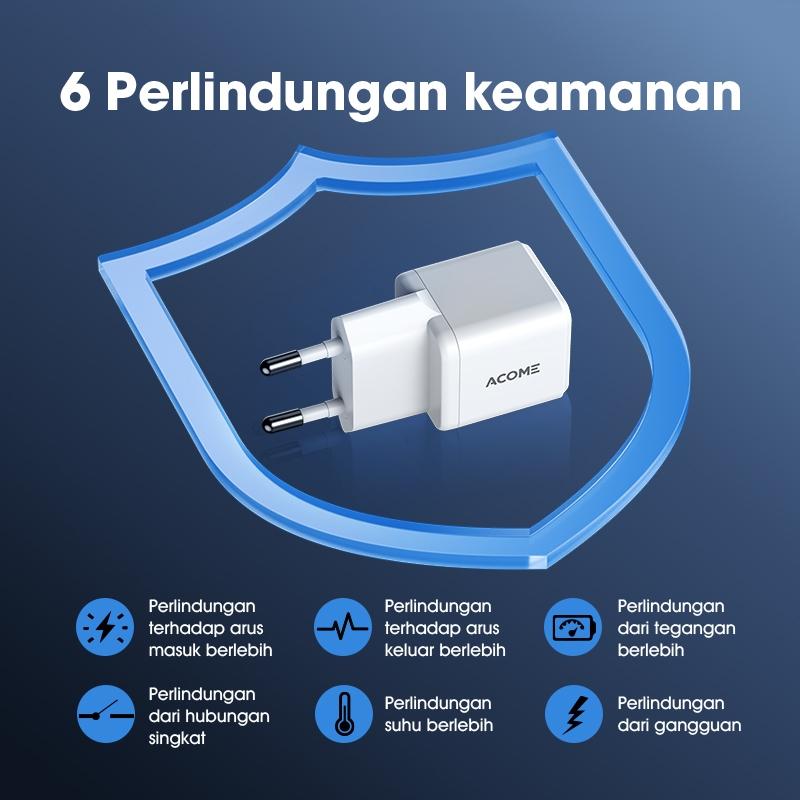 6 Perlindungan keamanan
ACOME
Perlindungan
terhadap arus
masuk berlebih
Perlindungan
terhadap arus
keluar berlebih
Perlindungan
dari tegangan
berlebih
Perlindungan
dari hubungan
singkat
Perlindungan
suhu berlebih
Perlindungan
dari gangguan